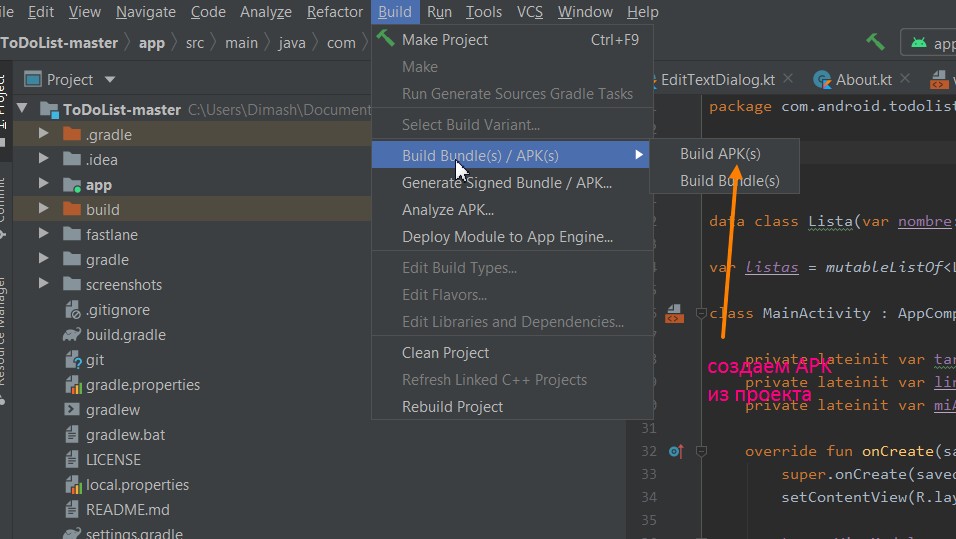 ile Edit View Navigate Code Analyze Refactor Build Run Tools VCS Window Help
ToDoList-master app src main java com
Make Project Ctrl+F9
Make
Run Generate Sources Gradle Tasks
Select Build Variant...
Build Bundle(s) / APK(s)
Generate Signed Bundle / APK...
Analyze APK...
Deploy Module to App Engine...
Edit Build Types...
Edit Flavors...
Edit Libraries and Dependencies...
Clean Project
Refresh Linked C++ Projects
Rebuild Project
Build APK(s)
Build Bundle(s)
app
1: Project
Commit
Resource Manager
Project
ToDoList-master C:\Users\Dimash\Document
.gradle
.idea
app
build
fastlane
gradle
screenshots
.gitignore
build.gradle
git
gradle.properties
gradlew
gradlew.bat
LICENSE
local.properties
README.md
settings.gradle
EditTextDialog.kt About.kt
package com.android.todolist
data class Lista(var nombre:
var listas = mutableListOf<
class MainActivity : AppComp
private lateinit var tar
private lateinit var lir
private lateinit var miA
создаем APK
из проекта
31
32 override fun onCreate(sa
33 super.onCreate(saved
34 setContentView(R.lay
35